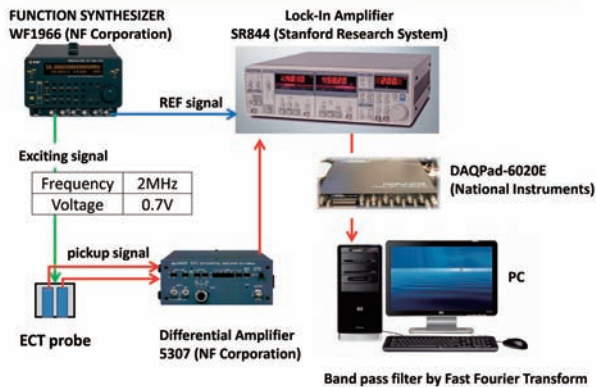 FUNCTION SYNTHESIZER
WF1966 (NF Corporation)
Lock-In Amplifier
SR844 (Stanford Research System)
REF signal
Exciting signal
Frequency 2MHz
Voltage 0.7V
DAQPad-6020E
(National Instruments)
pickup signal
PC
ECT probe
Differential Amplifier
5307 (NF Corporation)
Band pass filter by Fast Fourier Transform